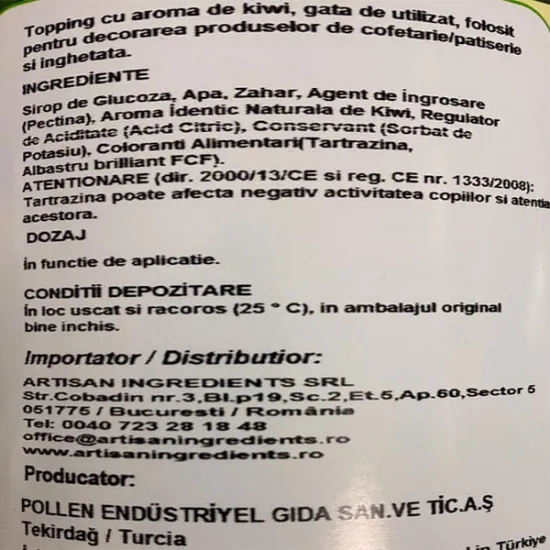 Topping cu aroma de kiwi, gata de utilizat, folosit
pentru decorarea produselor de cofetarie/patiserie
si inghetata.
INGREDiENTE
Sirop de Glucoza, Apa, Zahar, Agent de ingrosare
(Pectina), Aroma identic Naturala de Kiwi, Regulator
de Aciditate (Acid Citric), Conservant (Sorbat de
Potasiu), Coloranti Alimentari(Tartrazina,
Albastru brilliant FCF).
ATENTIONARE (dir. 2000/13/CE si reg. CE nr. 1333/2008):
Tartrazina poate afecta negativ activitatea copiilor si atentia
acestora.
DOZAJ
in functie de aplicatie.
CONDITII DEPOZITARE
în loc uscat si racoros (25 ° C), in ambalajul original
bine inchis.
Importator / Distributior:
ARTISAN INGREDIENTS SRL
Str.Cobadin nr.3,Bl.p19,Sc.2,Et.5,Ap.60,Sector 5
051775 / Bucuresti / România
Tel: 0040 723 28 18 48
office@artisaningredients.ro
www.artisaningredients.ro
Producator:
POLLEN ENDÜSTRİYEL GIDA SAN.VE TİC.A.Ş
Tekirdağ / Turcia
in Türkiye